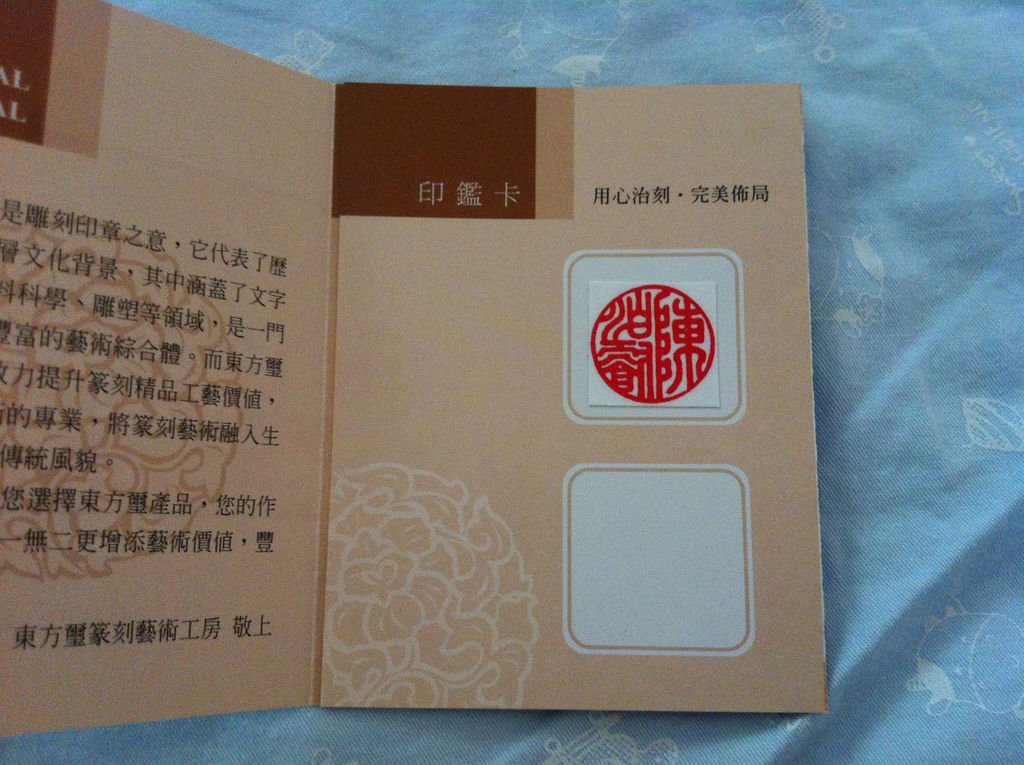 AL
AL
是雕刻印章之意，它代表了歷
層文化背景，其中涵蓋了文字
料科學、雕塑等領域，是一門
豐富的藝術綜合體。而東方璽
致力提升篆刻精品工藝價值，
術的專業，將篆刻藝術融入生
傳統風貌。
您選擇東方璽產品，您的作
一無二更增添藝術價值，豐
東方璽篆刻藝術工房 敬上
印鑑卡
用心治刻·完美佈局
陳